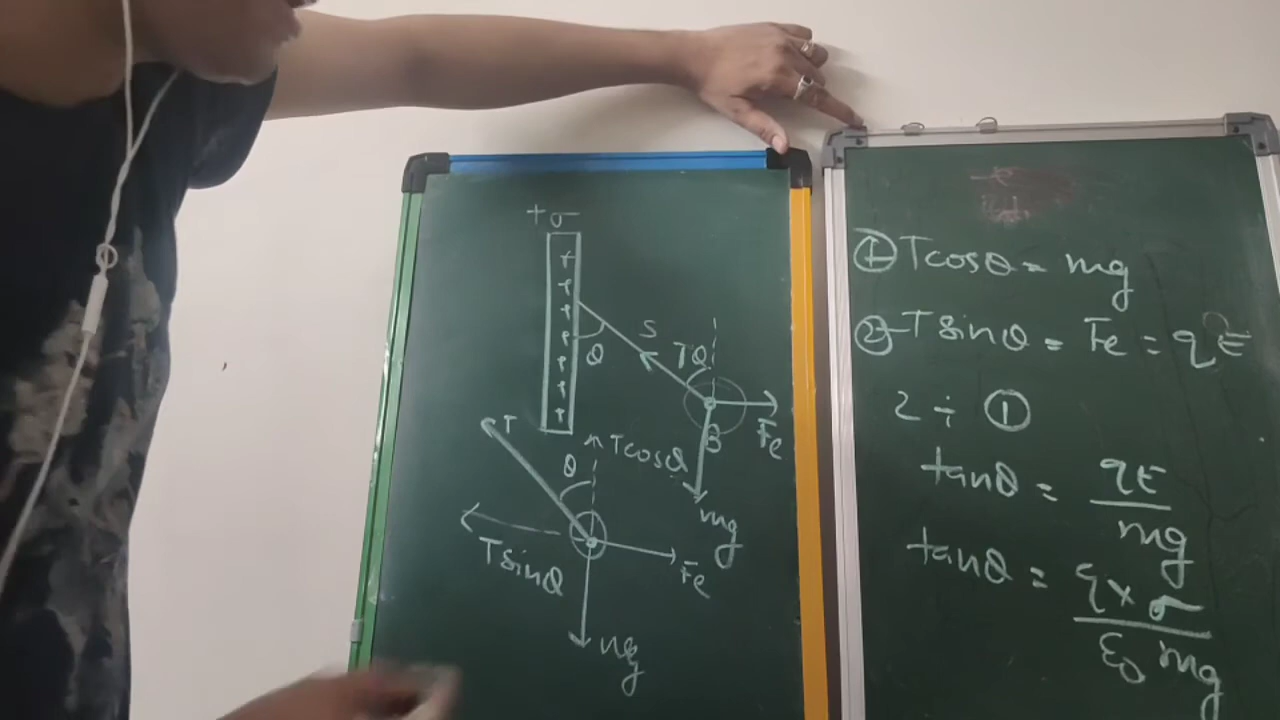 +σ
+
+
+
+
+
+
+
θ
S
T θ
B
Fe
mg
T
θ
Tcosθ
Tsinθ
Fe
mg
① Tcosθ = mg
② Tsinθ = Fe = qE
2 ÷ ①
tanθ = qE / mg
tanθ = q × σ / ε₀ mg